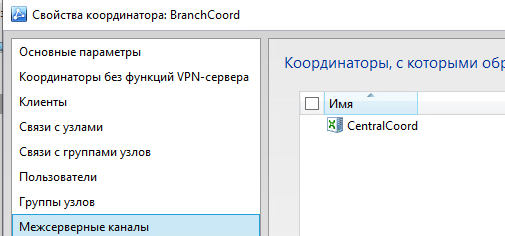 Свойства координатора: BranchCoord
Основные параметры
Координаторы без функций VPN-сервера
Клиенты
Связи с узлами
Связи с группами узлов
Пользователи
Группы узлов
Межсерверные каналы
Координаторы, с которыми обр
Имя
CentralCoord